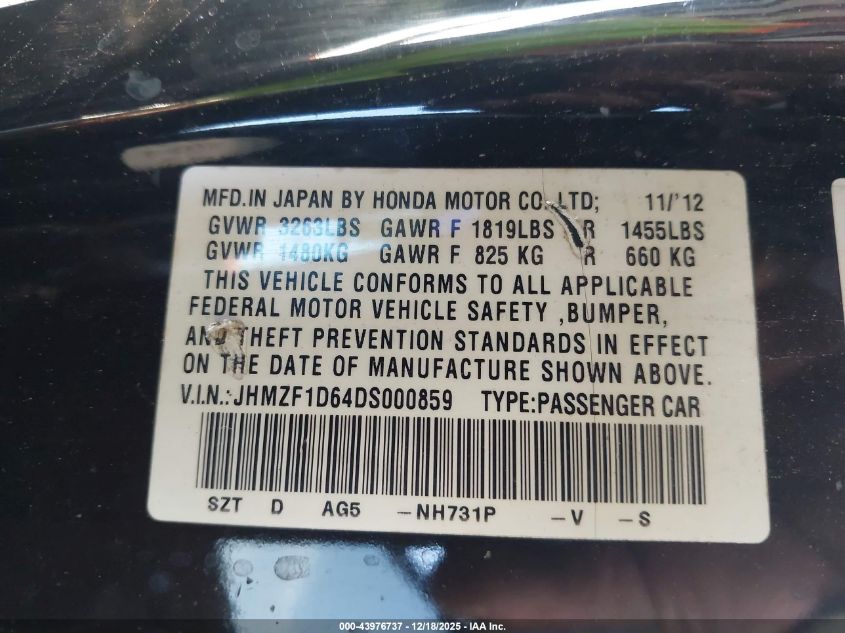 MFD.IN JAPAN BY HONDA MOTOR CO.,LTD; 11/'12
GVWR 3263LBS GAWR F 1819LBS R 1455LBS
GVWR 1480KG GAWR F 825 KG R 660 KG
THIS VEHICLE CONFORMS TO ALL APPLICABLE
FEDERAL MOTOR VEHICLE SAFETY ,BUMPER,
AND THEFT PREVENTION STANDARDS IN EFFECT
ON THE DATE OF MANUFACTURE SHOWN ABOVE.
V.I.N.:JHMZF1D64DS000859 TYPE:PASSENGER CAR
SZT D AG5 -NH731P -V -S
000-43976737 - 12/18/2025 - IAA Inc.